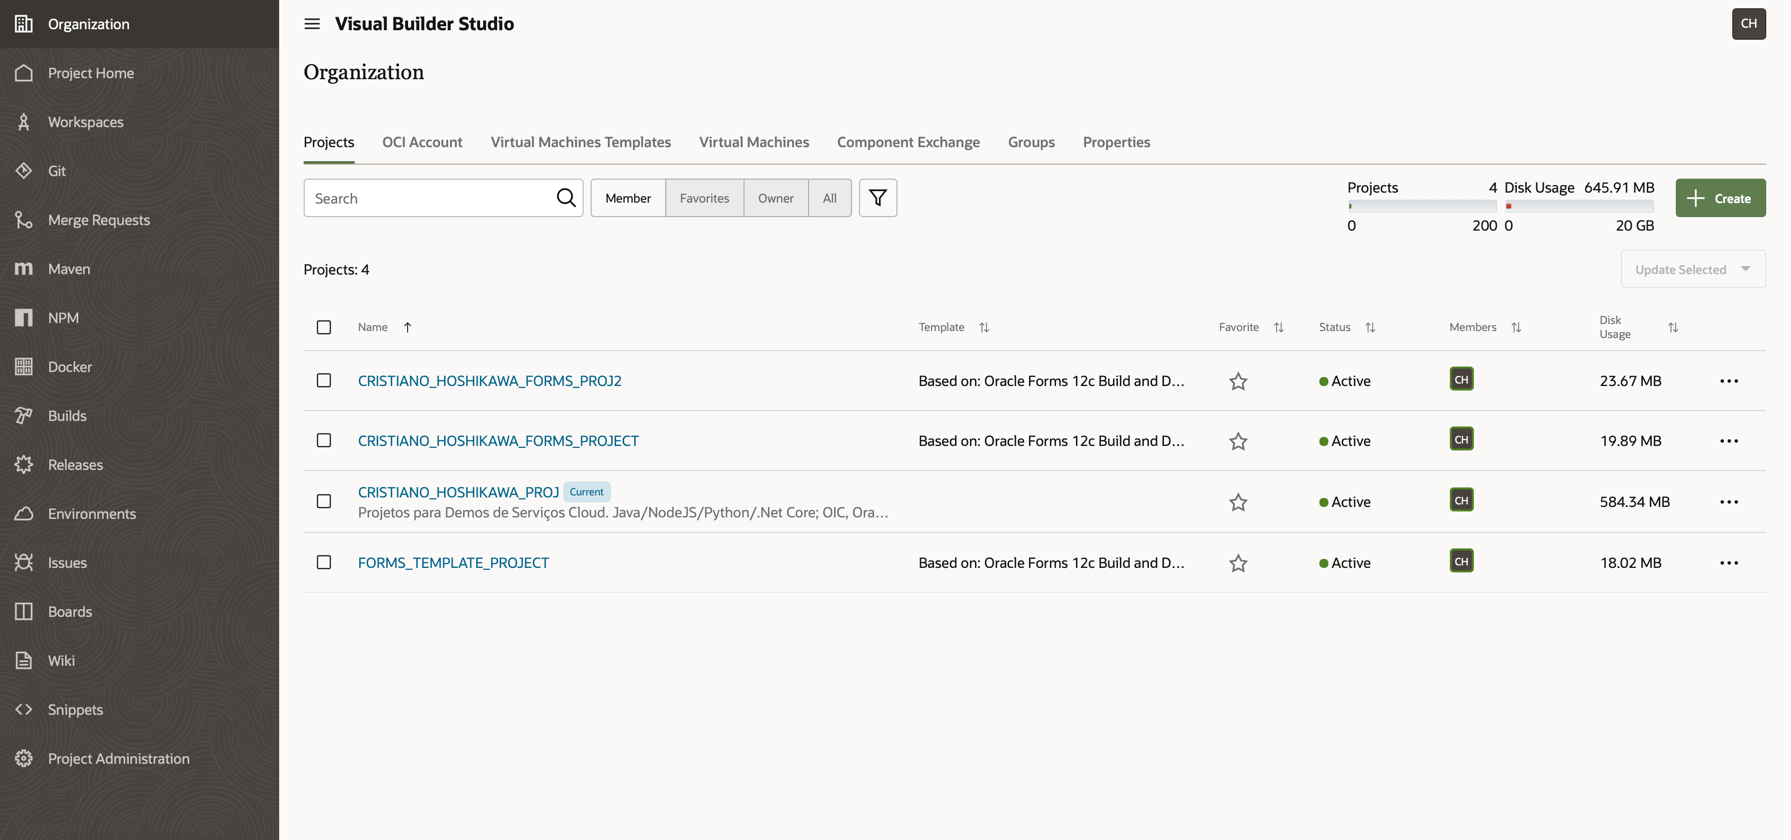 Organization
Project Home
Workspaces
Git
Merge Requests
Maven
NPM
Docker
Builds
Releases
Environments
Issues
Boards
Wiki
Snippets
Project Administration
Visual Builder Studio
CH
Organization
Projects OCI Account Virtual Machines Templates Virtual Machines Component Exchange Groups Properties
Search Member Favorites Owner All
Projects 4 Disk Usage 645.91 MB
0 200 0 20 GB
Create
Projects: 4
Update Selected
Name Template Favorite Status Members Disk Usage
CRISTIANO_HOSHIKAWA_FORMS_PROJ2 Based on: Oracle Forms 12c Build and D... Active CH 23.67 MB
CRISTIANO_HOSHIKAWA_FORMS_PROJECT Based on: Oracle Forms 12c Build and D... Active CH 19.89 MB
CRISTIANO_HOSHIKAWA_PROJ Current
Projetos para Demos de Serviços Cloud. Java/NodeJS/Python/.Net Core; OIC, Ora... Active CH 584.34 MB
FORMS_TEMPLATE_PROJECT Based on: Oracle Forms 12c Build and D... Active CH 18.02 MB